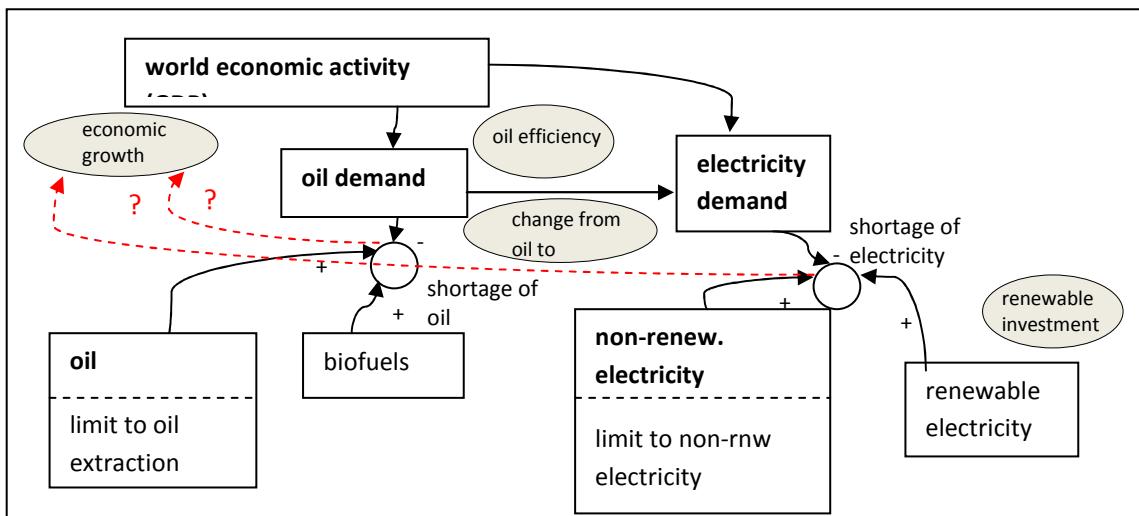 world economic activity
economic
growth
oil efficiency
oil demand
electricity
demand
?
?
change from
oil to
-
+
shortage of
electricity
-
shortage of
oil
+
+
+
renewable
investment
oil
limit to oil
extraction
biofuels
non-renew.
electricity
limit to non-rnw
electricity
renewable
electricity